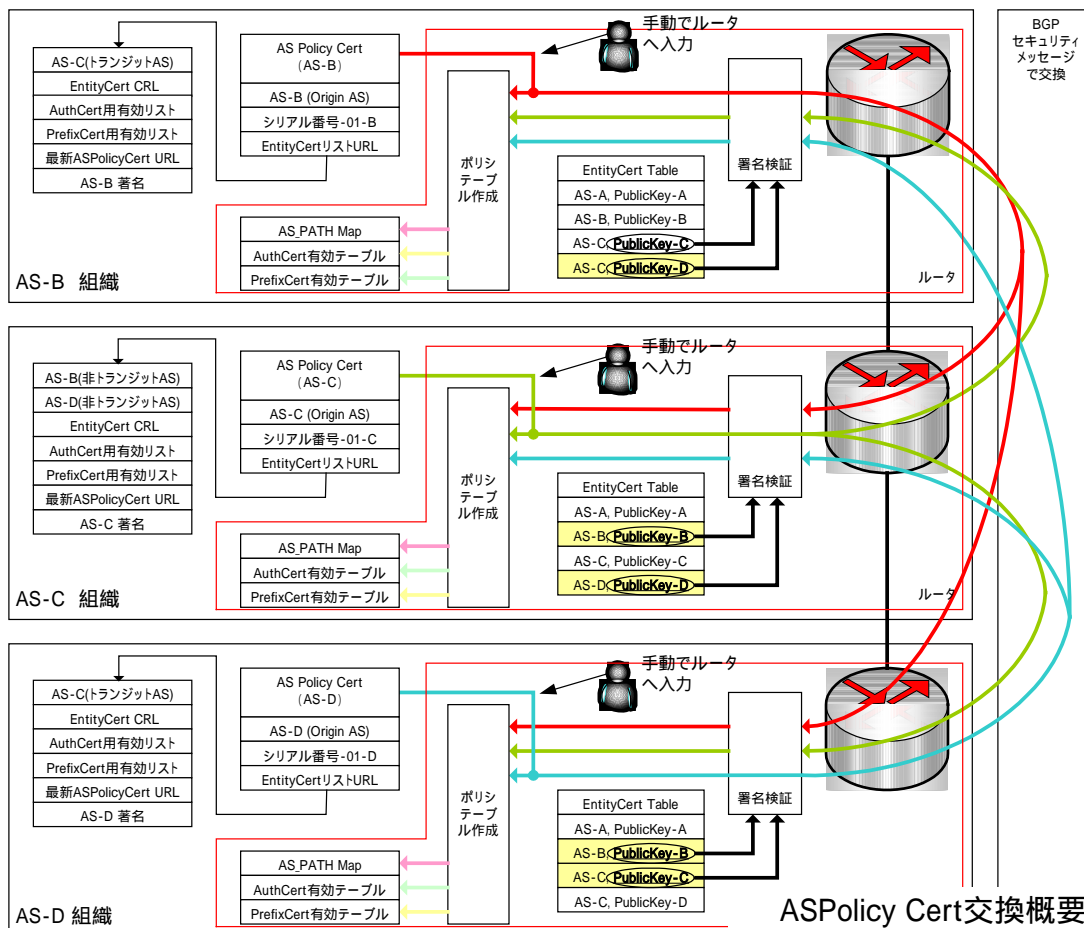 AS-C(トランジットAS)
EntityCert CRL
AuthCert用有効リスト
PrefixCert用有効リスト
最新ASPolicyCert URL
AS-B 著名
AS Policy Cert
(AS-B)
AS-B (Origin AS)
シリアル番号-01-B
EntityCertリストURL
手動でルータ
へ入力
ポリシ
テーブ
ル作成
署名検証
EntityCert Table
AS-A, PublicKey-A
AS-B, PublicKey-B
AS-C, PublicKey-C
AS-C, PublicKey-D
AS_PATH Map
AuthCert有効テーブル
PrefixCert有効テーブル
AS-B 組織
ルータ
BGP
セキュリティ
メッセージ
で交換
AS-B(非トランジットAS)
AS-D(非トランジットAS)
EntityCert CRL
AuthCert用有効リスト
PrefixCert用有効リスト
最新ASPolicyCert URL
AS-C 著名
AS Policy Cert
(AS-C)
AS-C (Origin AS)
シリアル番号-01-C
EntityCertリストURL
手動でルータ
へ入力
ポリシ
テーブ
ル作成
署名検証
EntityCert Table
AS-A, PublicKey-A
AS-B, PublicKey-B
AS-C, PublicKey-C
AS-D, PublicKey-D
AS_PATH Map
AuthCert有効テーブル
PrefixCert有効テーブル
AS-C 組織
ルータ
AS-C(トランジットAS)
EntityCert CRL
AuthCert用有効リスト
PrefixCert用有効リスト
最新ASPolicyCert URL
AS-D 著名
AS Policy Cert
(AS-D)
AS-D (Origin AS)
シリアル番号-01-D
EntityCertリストURL
手動でルータ
へ入力
ポリシ
テーブ
ル作成
署名検証
EntityCert Table
AS-A, PublicKey-A
AS-B, PublicKey-B
AS-C, PublicKey-C
AS-C, PublicKey-D
AS_PATH Map
AuthCert有効テーブル
PrefixCert有効テーブル
AS-D 組織
ASPolicy Cert交換概要